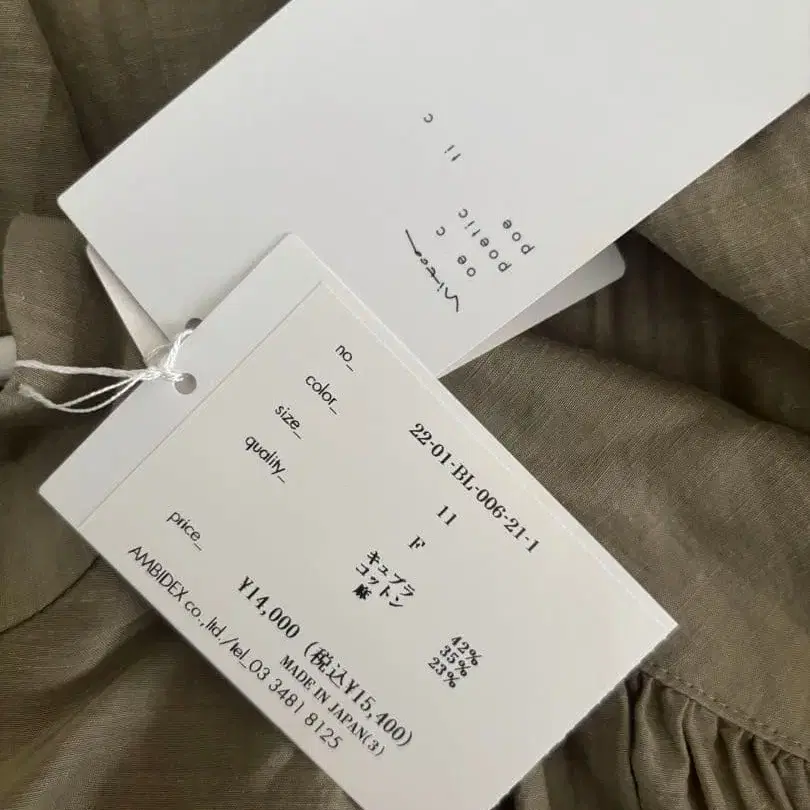 oe c
poetic
poe ti c
no_ 22-01-BL-006-21-1
color_ 11
size_ F
quality_ キュプラ 42%
コットン 35%
麻 23%
price_ ¥14,000（税込¥15,400）
MADE IN JAPAN(3)
AMBIDEX co.,ltd./tel_03 3481 8125